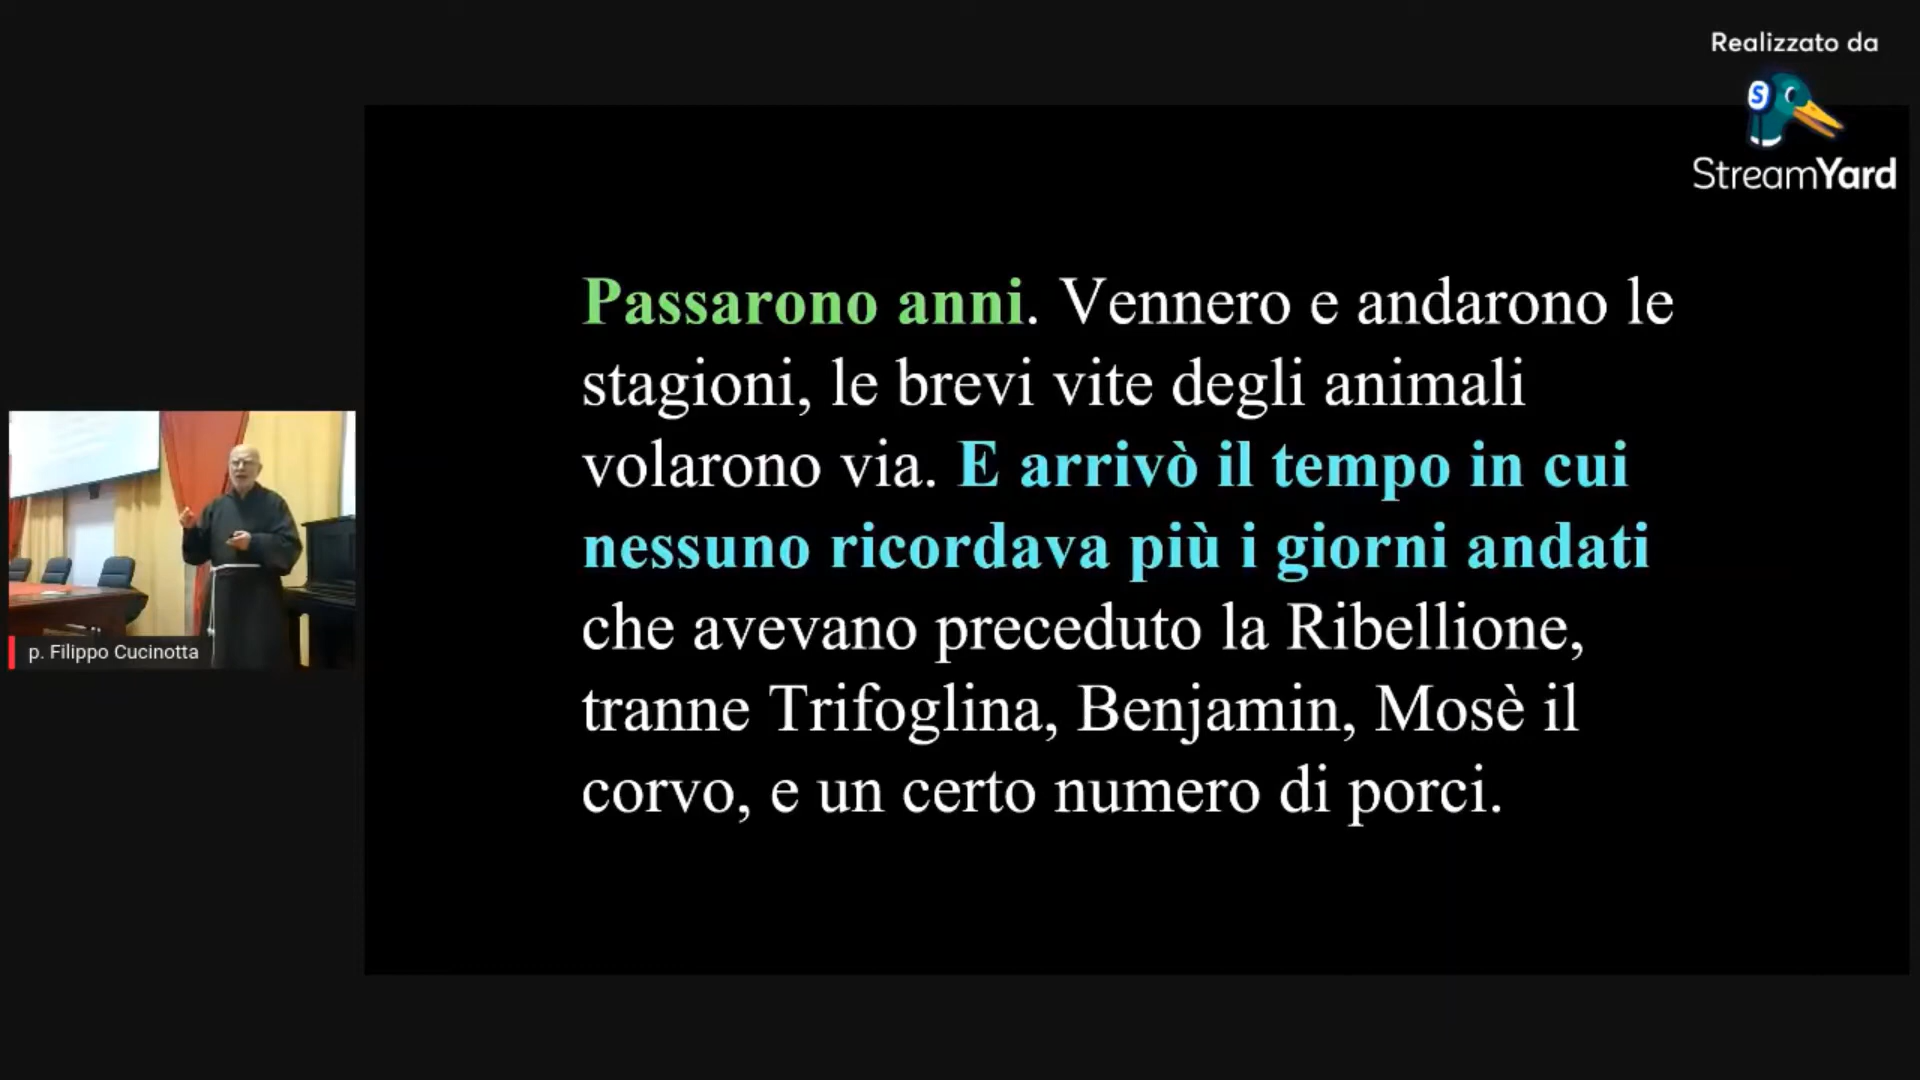 Realizzato da
StreamYard
Passarono anni. Vennero e andarono le
stagioni, le brevi vite degli animali
volarono via. E arrivò il tempo in cui
nessuno ricordava più i giorni andati
che avevano preceduto la Ribellione,
tranne Trifoglina, Benjamin, Mosè il
corvo, e un certo numero di porci.
p. Filippo Cucinotta